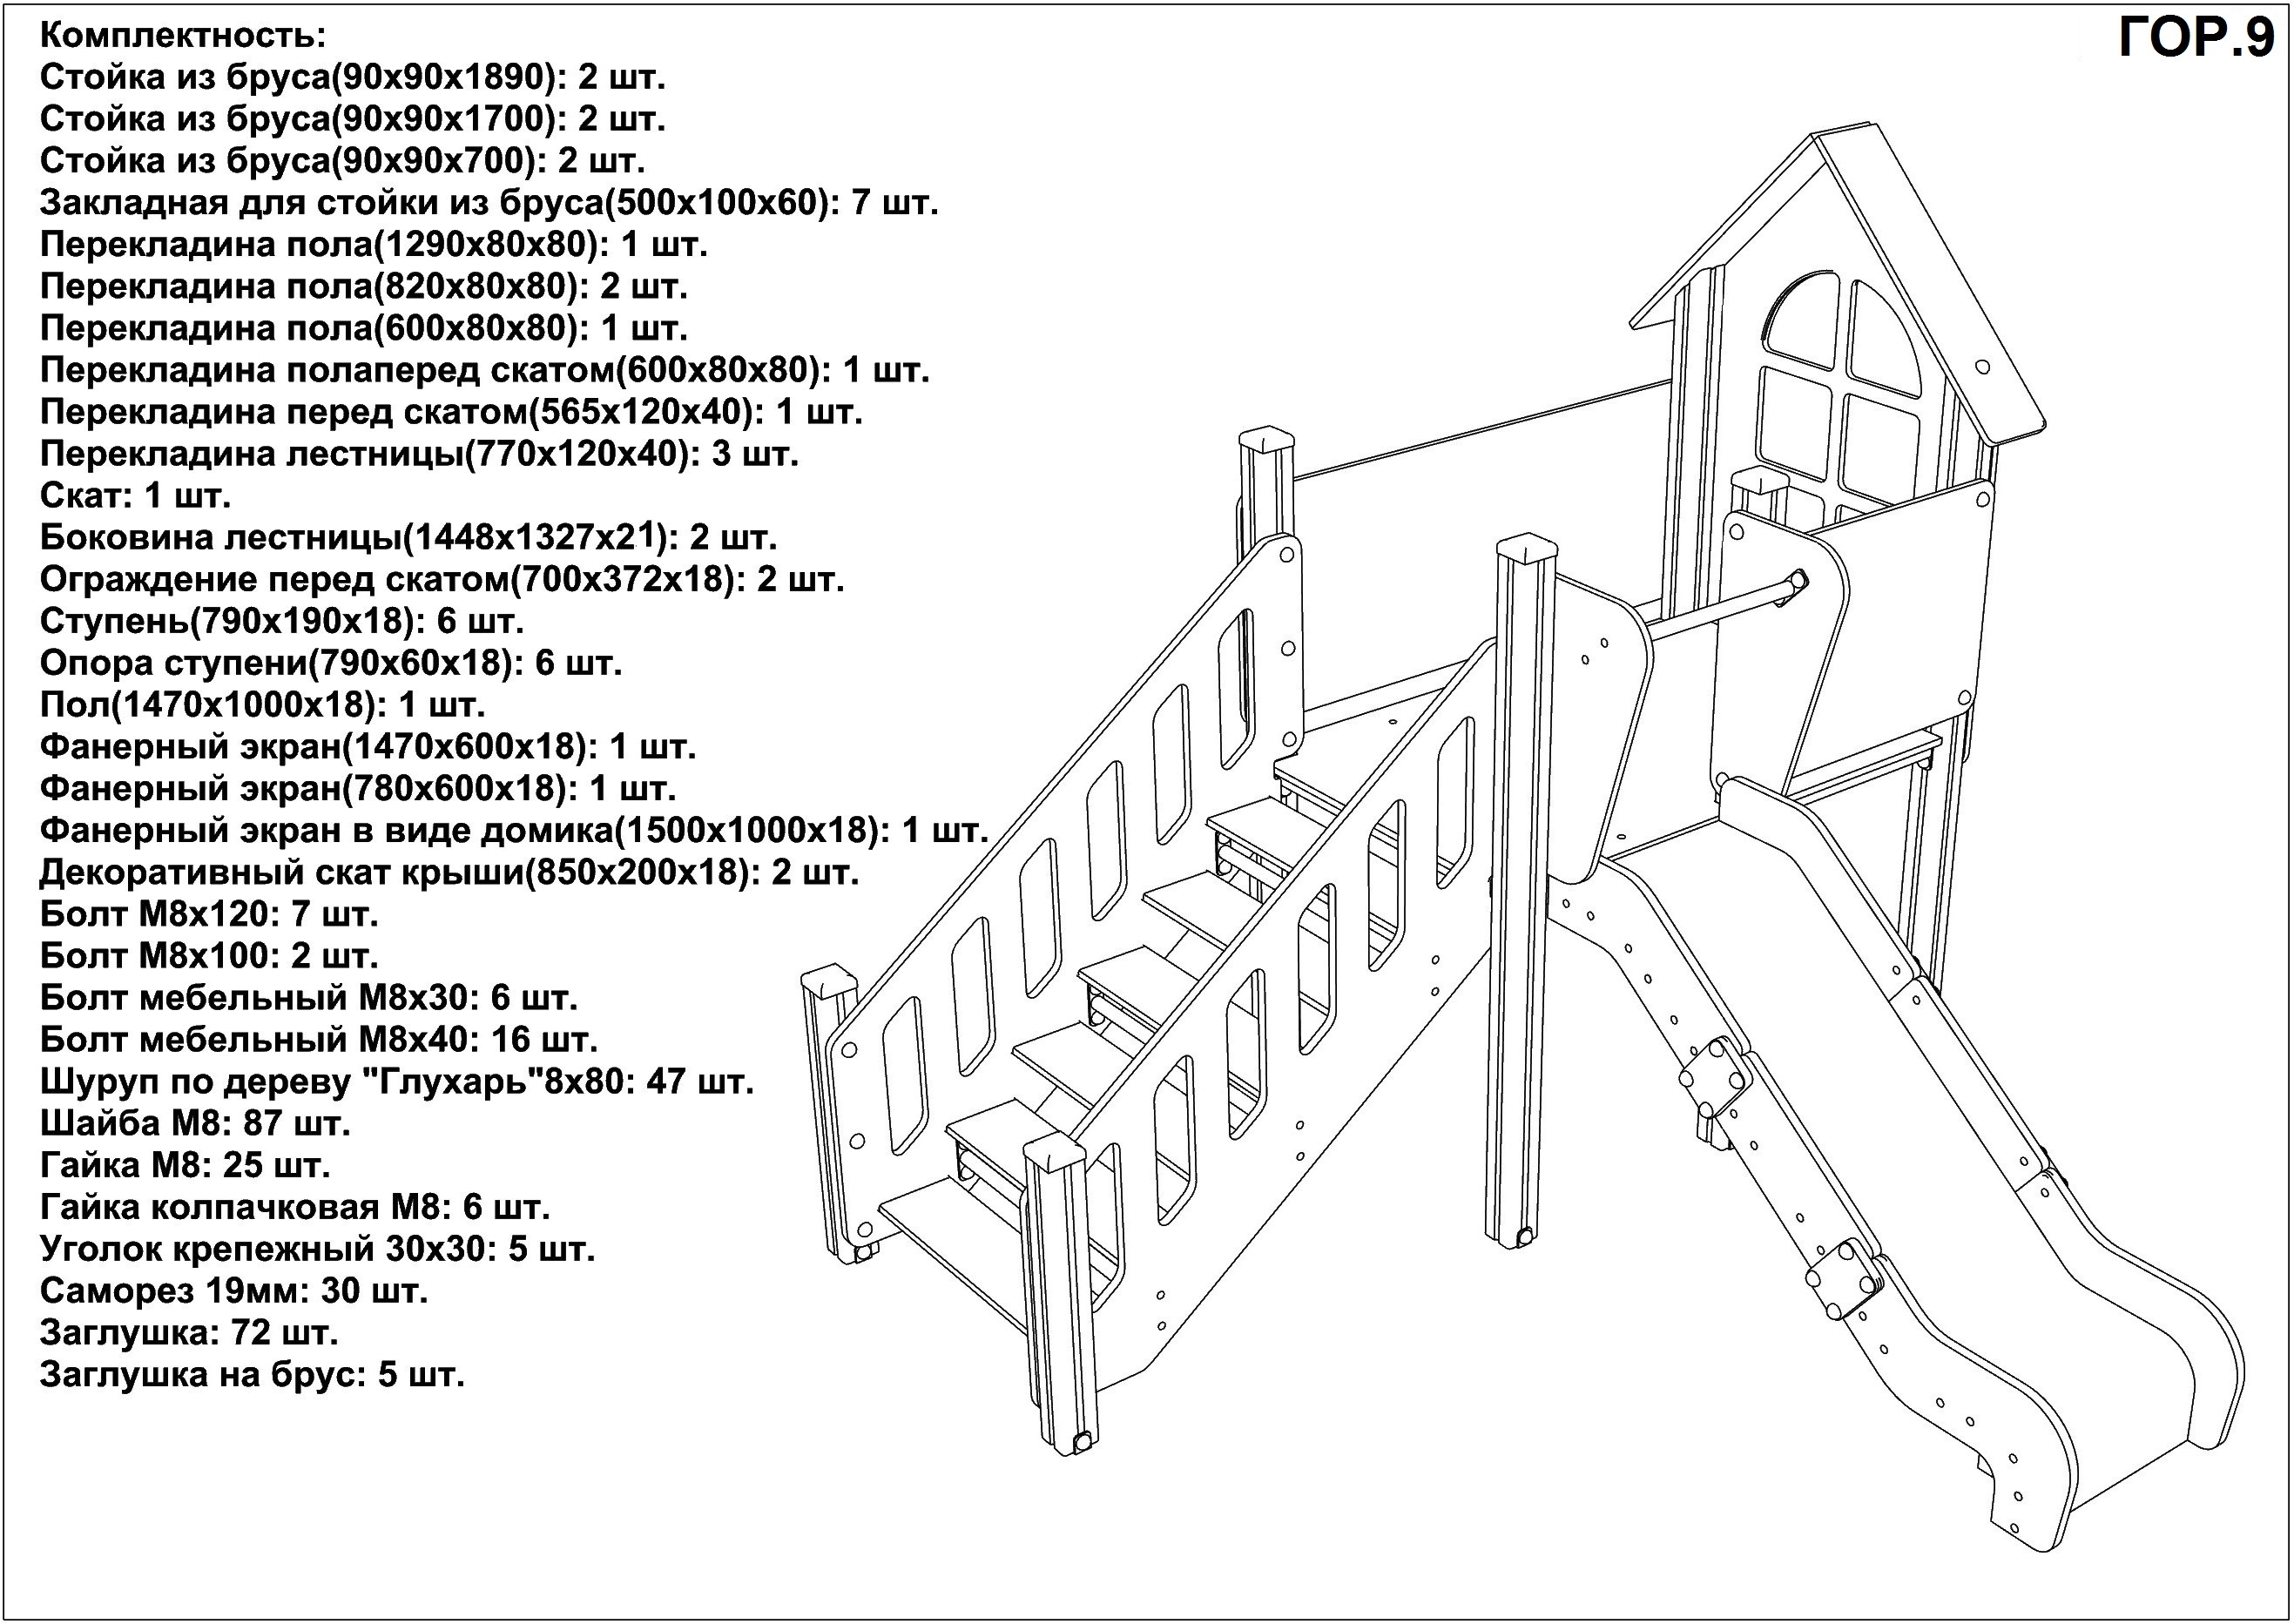 ГОР.9
Комплектность:
Стойка из бруса(90х90х1890): 2 шт.
Стойка из бруса(90х90х1700): 2 шт.
Стойка из бруса(90х90х700): 2 шт.
Закладная для стойки из бруса(500х100х60): 7 шт.
Перекладина пола(1290х80х80): 1 шт.
Перекладина пола(820х80х80): 2 шт.
Перекладина пола(600х80х80): 1 шт.
Перекладина полаперед скатом(600х80х80): 1 шт.
Перекладина перед скатом(565х120х40): 1 шт.
Перекладина лестницы(770х120х40): 3 шт.
Скат: 1 шт.
Боковина лестницы(1448х1327х21): 2 шт.
Ограждение перед скатом(700х372х18): 2 шт.
Ступень(790х190х18): 6 шт.
Опора ступени(790х60х18): 6 шт.
Пол(1470х1000х18): 1 шт.
Фанерный экран(1470х600х18): 1 шт.
Фанерный экран(780х600х18): 1 шт.
Фанерный экран в виде домика(1500х1000х18): 1 шт.
Декоративный скат крыши(850х200х18): 2 шт.
Болт М8х120: 7 шт.
Болт М8х100: 2 шт.
Болт мебельный М8х30: 6 шт.
Болт мебельный М8х40: 16 шт.
Шуруп по дереву "Глухарь"8х80: 47 шт.
Шайба М8: 87 шт.
Гайка М8: 25 шт.
Гайка колпачковая М8: 6 шт.
Уголок крепежный 30х30: 5 шт.
Саморез 19мм: 30 шт.
Заглушка: 72 шт.
Заглушка на брус: 5 шт.